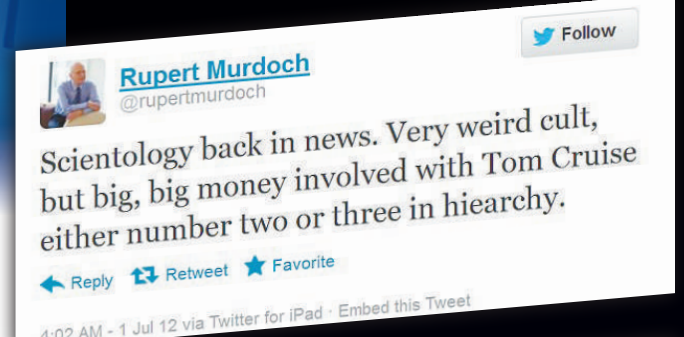 Follow
Rupert Murdoch
@rupertmurdoch
Scientology back in news. Very weird cult,
but big, big money involved with Tom Cruise
either number two or three in hiearchy.
Reply Retweet Favorite
4:02 AM - 1 Jul 12 via Twitter for iPad · Embed this Tweet